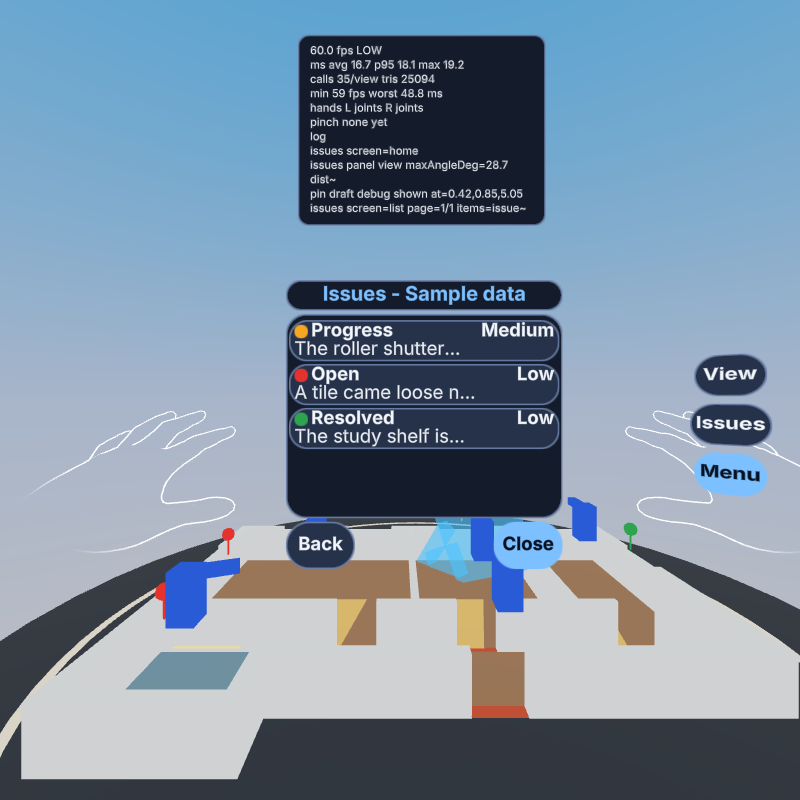 60.0 fps LOW
ms avg 16.7 p95 18.1 max 19.2
calls 35/view tris 25094
min 59 fps worst 48.8 ms
hands L joints R joints
pinch none yet
log
issues screen=home
issues panel view maxAngleDeg=28.7
dist~
pin draft debug shown at=0.42,0.85,5.05
issues screen=list page=1/1 items=issue~
Issues - Sample data
Progress Medium
The roller shutter...
Open Low
A tile came loose n...
Resolved Low
The study shelf is...
View
Issues
Menu
Back
Close